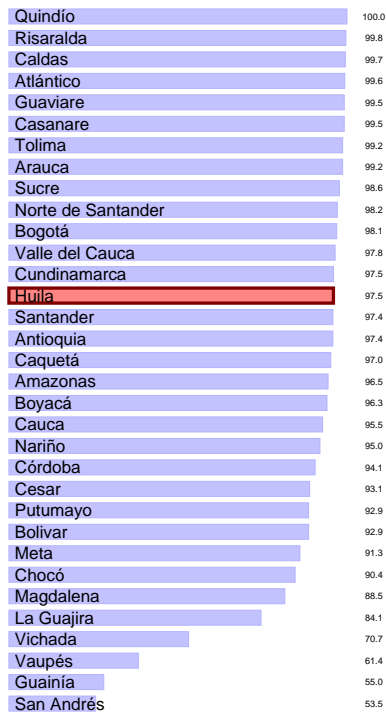 Quindío 100.0
Risaralda 99.8
Caldas 99.7
Atlántico 99.6
Guaviare 99.5
Casanare 99.5
Tolima 99.2
Arauca 99.2
Sucre 98.6
Norte de Santander 98.2
Bogotá 98.1
Valle del Cauca 97.8
Cundinamarca 97.5
Huila 97.5
Santander 97.4
Antioquia 97.4
Caquetá 97.0
Amazonas 96.5
Boyacá 96.3
Cauca 95.5
Nariño 95.0
Córdoba 94.1
Cesar 93.1
Putumayo 92.9
Bolivar 92.9
Meta 91.3
Chocó 90.4
Magdalena 88.5
La Guajira 84.1
Vichada 70.7
Vaupés 61.4
Guainía 55.0
San Andrés 53.5